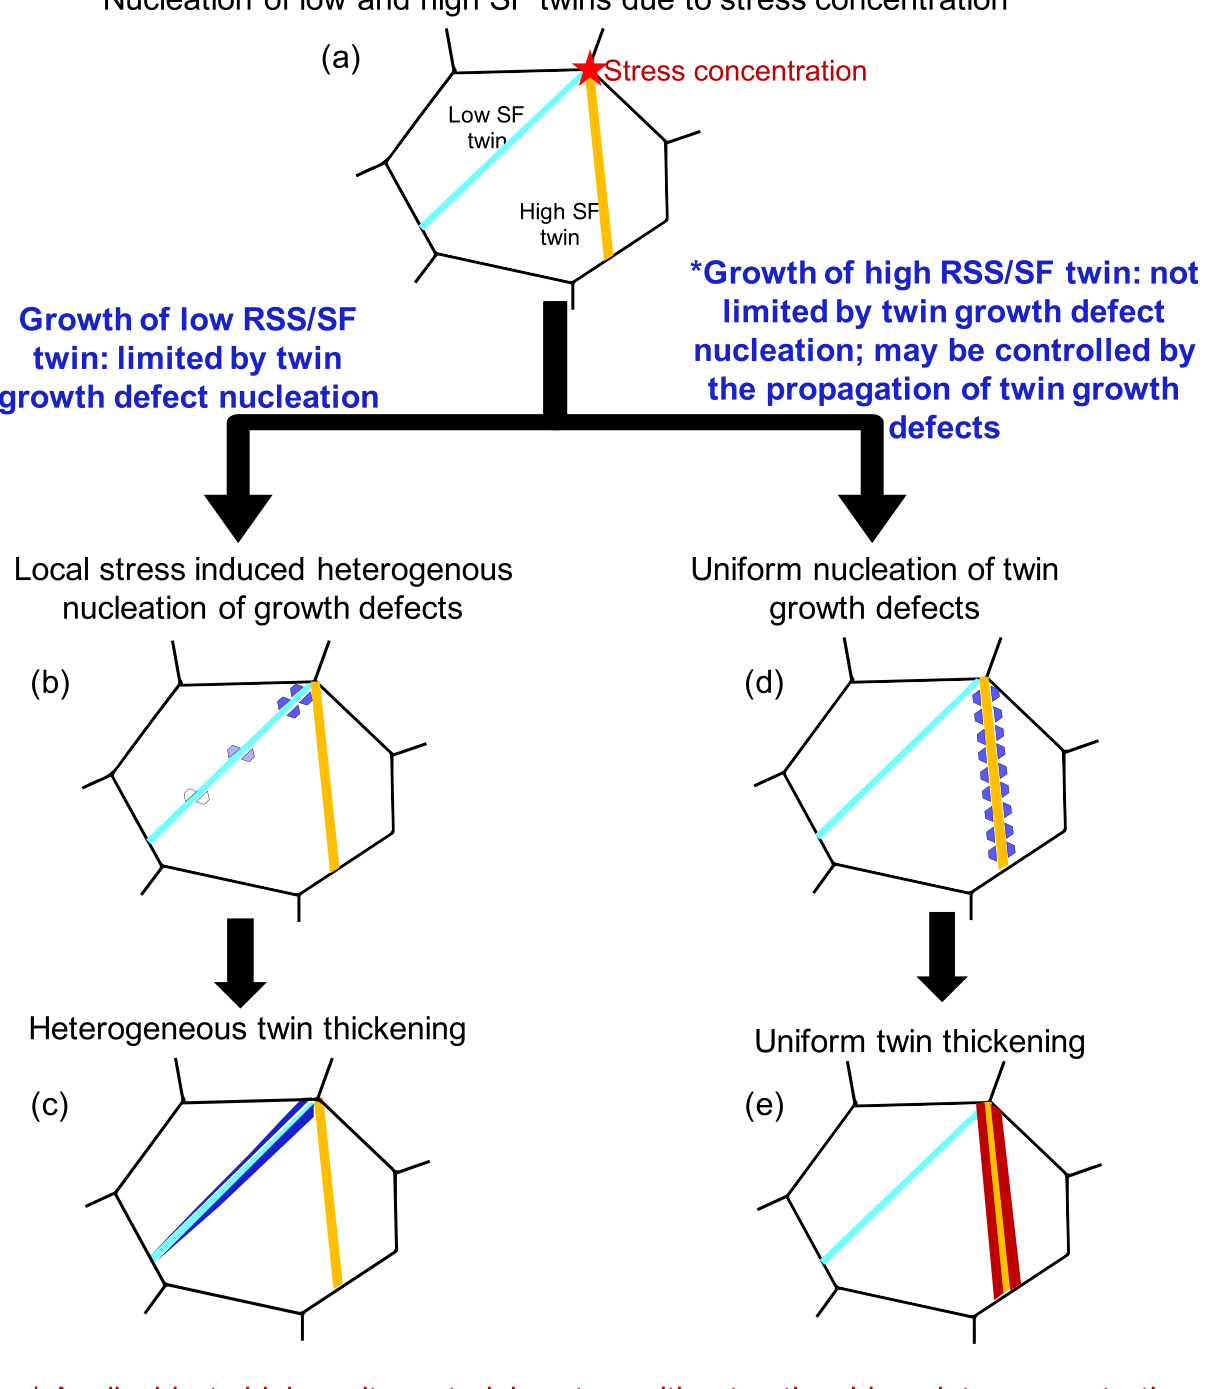 Nucleation of low and high SF twins due to stress concentration
(a)
Stress concentration
Low SF
twin
High SF
twin
*Growth of high RSS/SF twin: not
limited by twin growth defect
nucleation; may be controlled by
the propagation of twin growth
defects
Growth of low RSS/SF
twin: limited by twin
growth defect nucleation
Local stress induced heterogenous
nucleation of growth defects
Uniform nucleation of twin
growth defects
(b)
(d)
Heterogeneous twin thickening
Uniform twin thickening
(c)
(e)